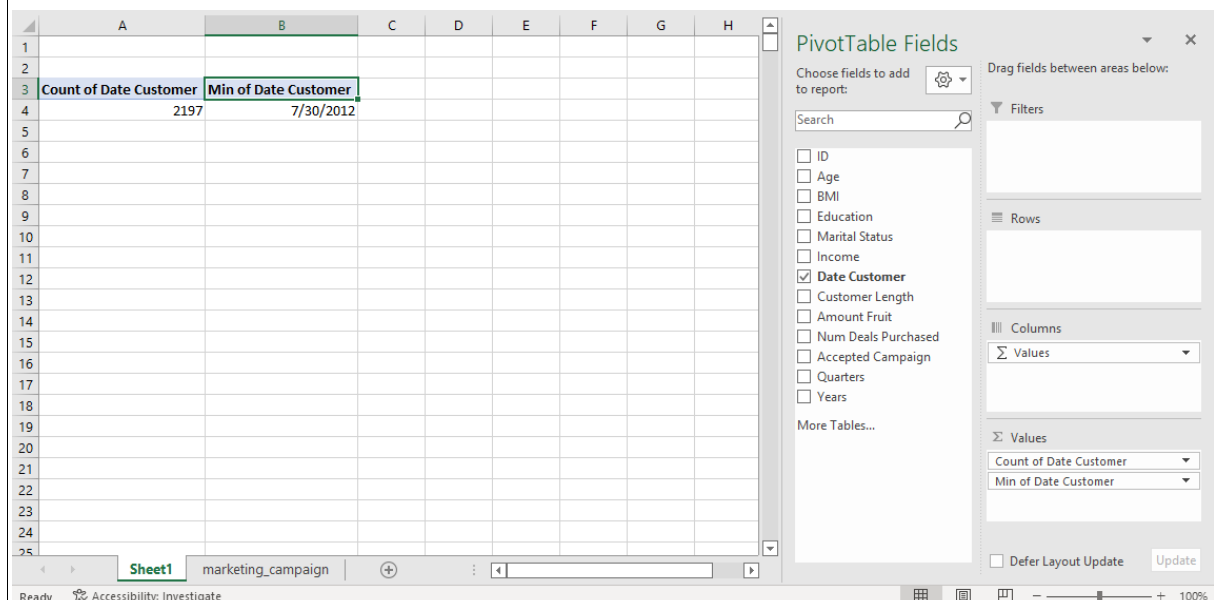 A B C D E F G H
1
2
3 Count of Date Customer Min of Date Customer
4 2197 7/30/2012
5
6
7
8
9
10
11
12
13
14
15
16
17
18
19
20
21
22
23
24
25
Sheet1 marketing_campaign
Ready Accessibility: Investigate 100%
PivotTable Fields
Choose fields to add
to report:
Search
ID
Age
BMI
Education
Marital Status
Income
Date Customer
Customer Length
Amount Fruit
Num Deals Purchased
Accepted Campaign
Quarters
Years
More Tables...
Drag fields between areas below:
Filters
Rows
Columns
Σ Values
Σ Values
Count of Date Customer
Min of Date Customer
Defer Layout Update Update